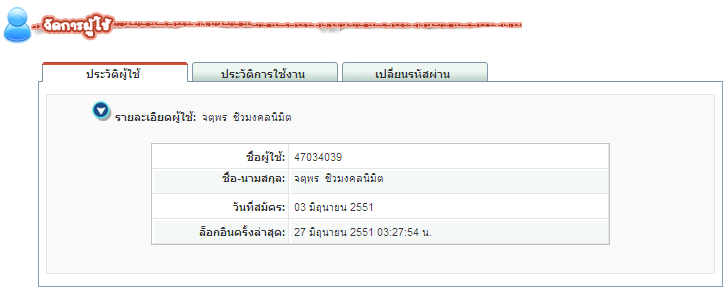 จัดการผู้ใช้
ประวัติผู้ใช้ ประวัติการใช้งาน เปลี่ยนรหัสผ่าน
รายละเอียดผู้ใช้: จตุพร ชิวมงคลนิมิต
ชื่อผู้ใช้: 47034039
ชื่อ-นามสกุล: จตุพร ชิวมงคลนิมิต
วันที่สมัคร: 03 มิถุนายน 2551
ล็อกอินครั้งล่าสุด: 27 มิถุนายน 2551 03:27:54 น.